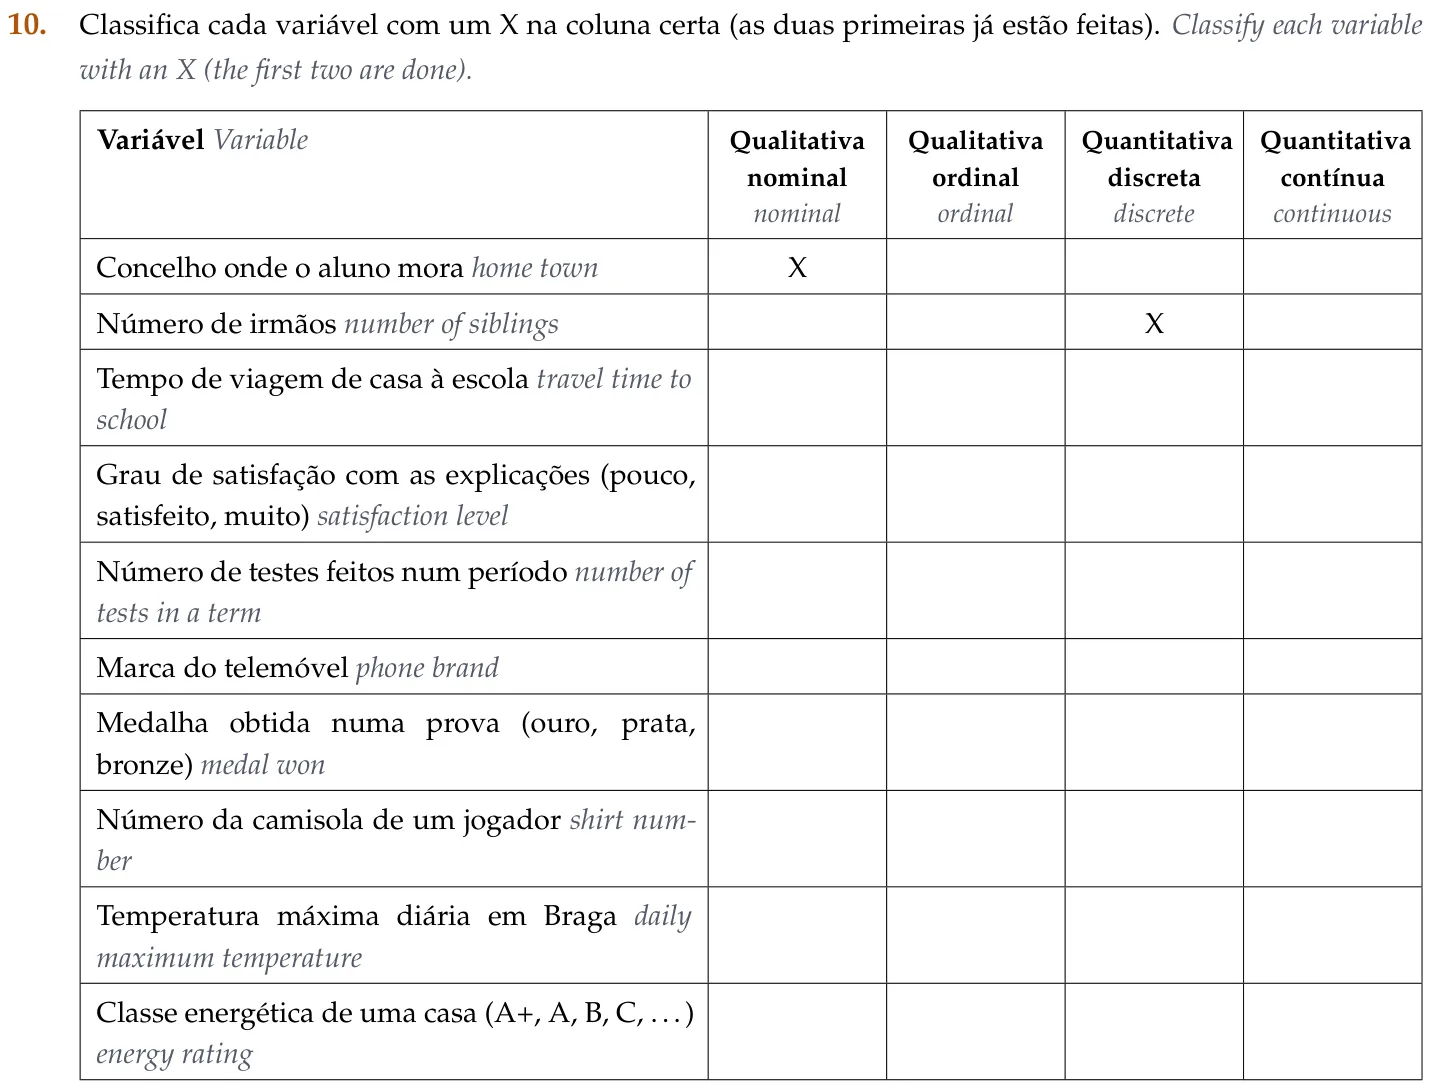 10. Classifica cada variável com um X na coluna certa (as duas primeiras já estão feitas). Classify each variable
with an X (the first two are done).
Variável Variable
Qualitativa
nominal
nominal
Qualitativa
ordinal
ordinal
Quantitativa
discreta
discrete
Quantitativa
contínua
continuous
Concelho onde o aluno mora home town X
Número de irmãos number of siblings X
Tempo de viagem de casa à escola travel time to
school
Grau de satisfação com as explicações (pouco,
satisfeito, muito) satisfaction level
Número de testes feitos num período number of
tests in a term
Marca do telemóvel phone brand
Medalha obtida numa prova (ouro, prata,
bronze) medal won
Número da camisola de um jogador shirt num-
ber
Temperatura máxima diária em Braga daily
maximum temperature
Classe energética de uma casa (A+, A, B, C, ...)
energy rating